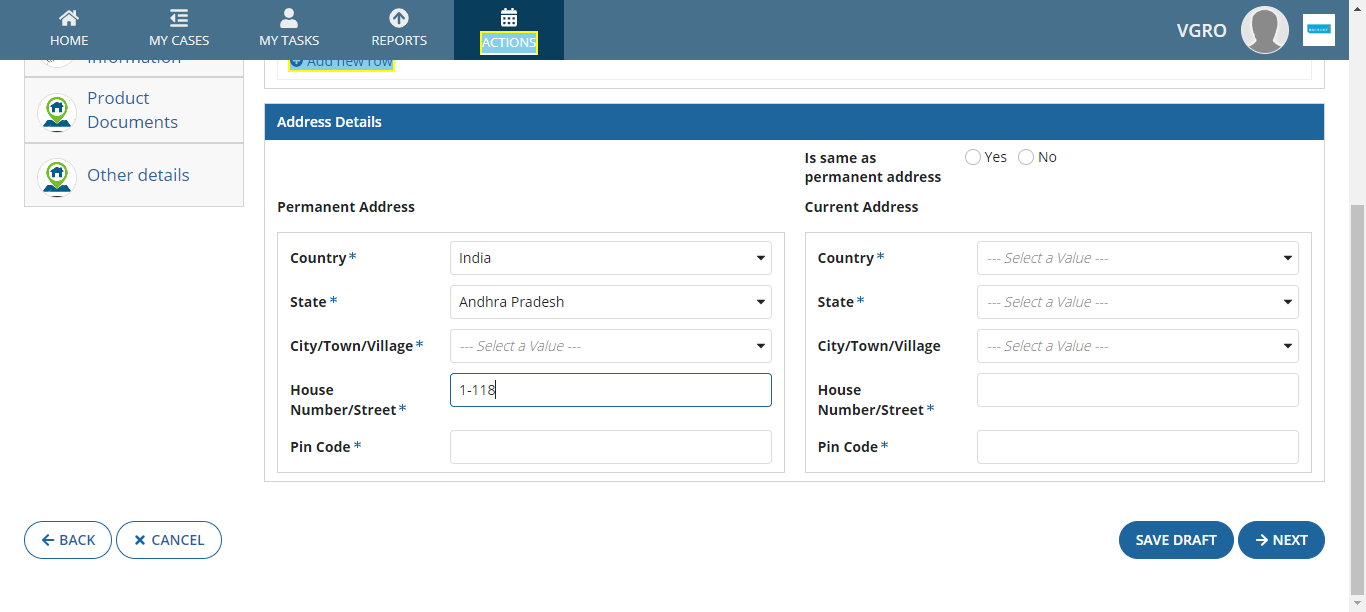 HOME
MY CASES
MY TASKS
REPORTS
ACTIONS
VGRO
Information
Add new row
Product
Documents
Other details
Address Details
Is same as
permanent address
Yes
No
Permanent Address
Current Address
Country*
India
State*
Andhra Pradesh
City/Town/Village*
--- Select a Value ---
House
Number/Street*
1-118
Pin Code*
Country*
--- Select a Value ---
State*
--- Select a Value ---
City/Town/Village
--- Select a Value ---
House
Number/Street*
Pin Code*
BACK
CANCEL
SAVE DRAFT
NEXT